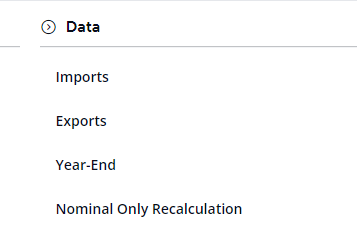 Data
Imports
Exports
Year-End
Nominal Only Recalculation